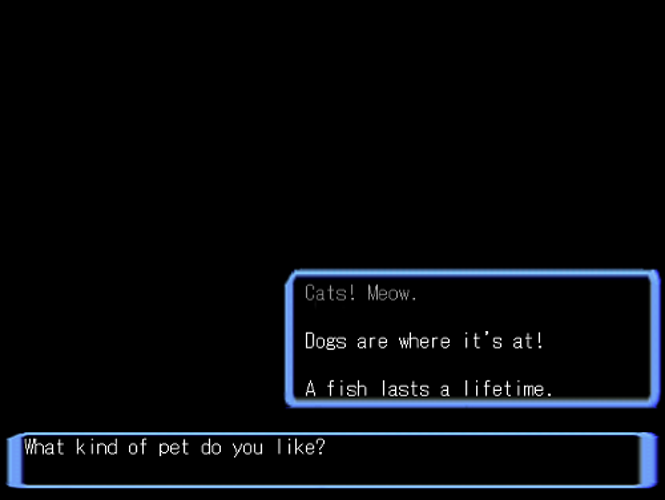 Cats! Meow.
Dogs are where it's at!
A fish lasts a lifetime.
What kind of pet do you like?